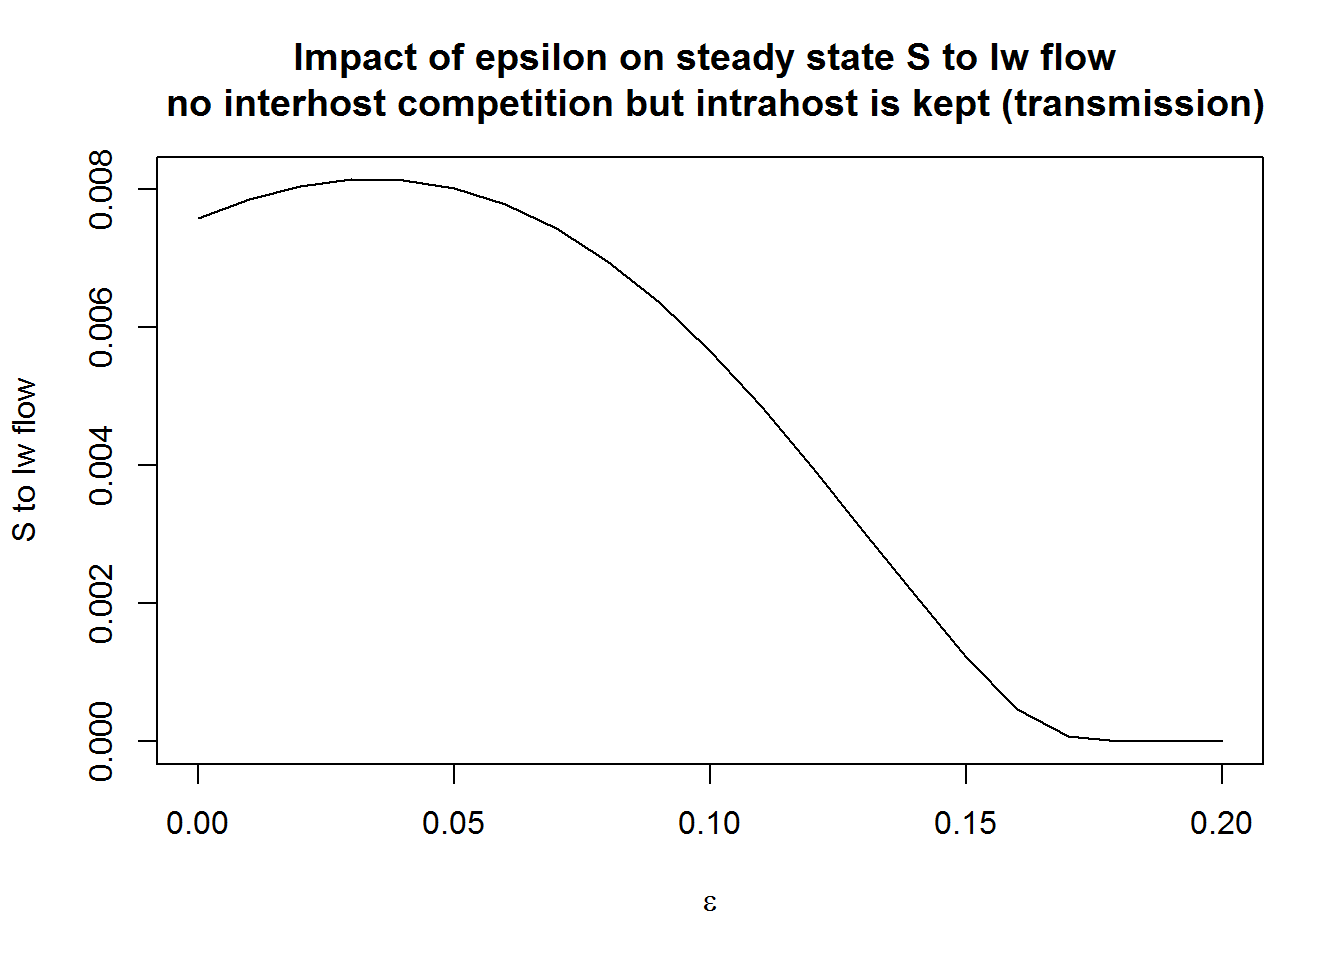 Impact of epsilon on steady state S to Iw flow
no interhost competition but intrahost is kept (transmission)
S to Iw flow
0.008
0.006
0.004
0.002
0.000
0.00 0.05 0.10 0.15 0.20
ε